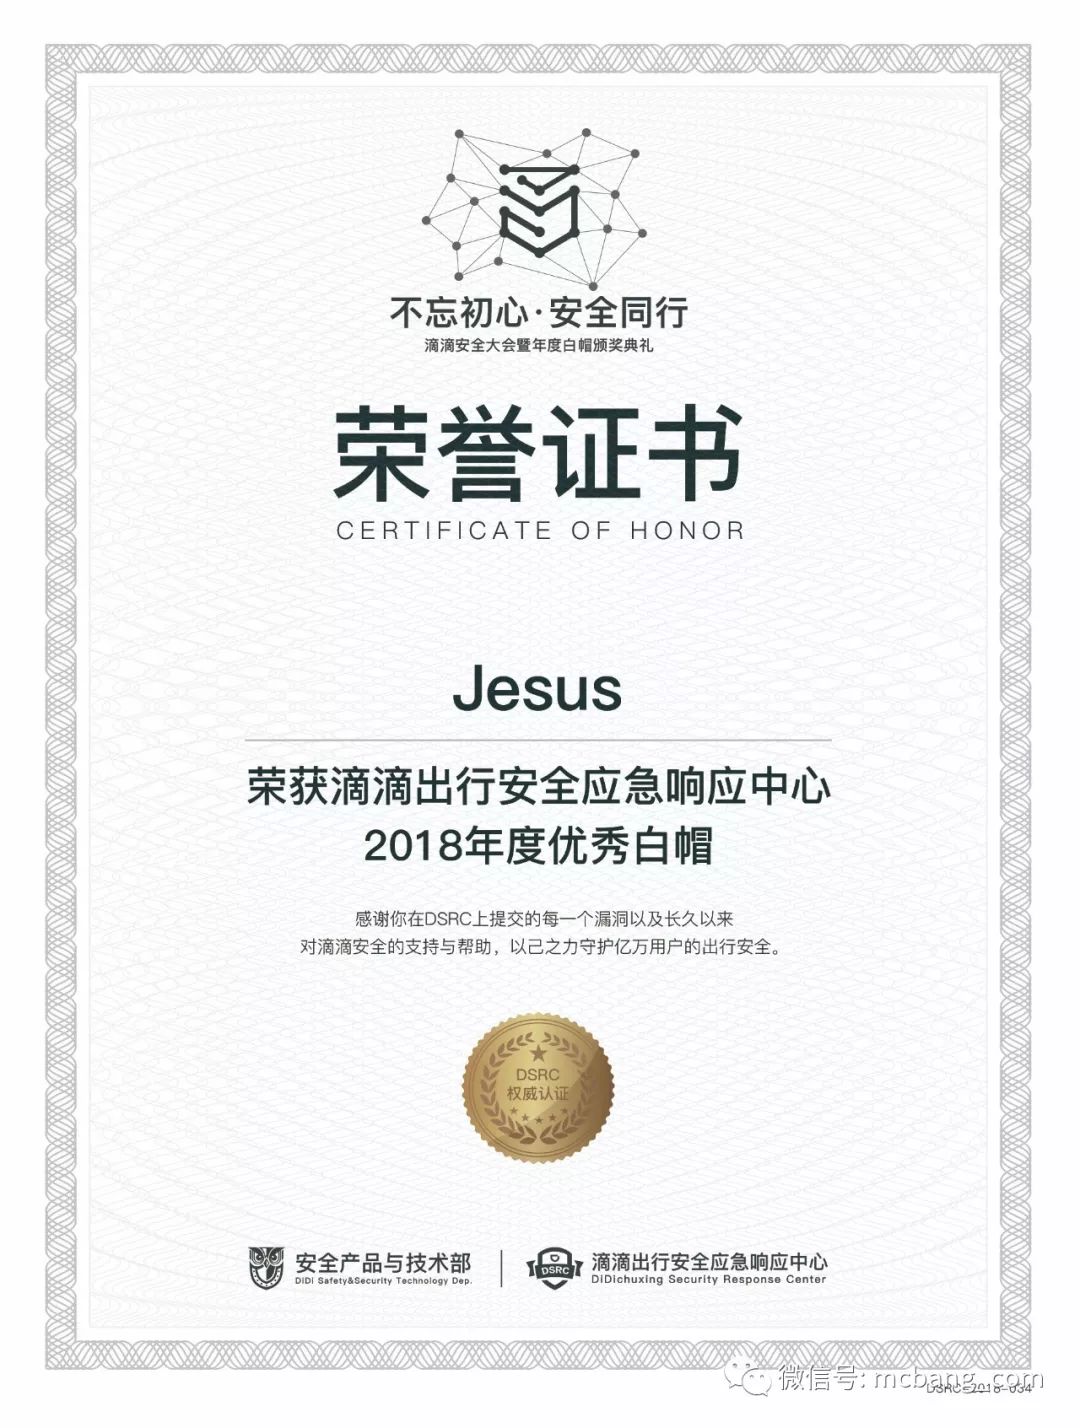 不忘初心·安全同行
滴滴安全大会暨年度白帽颁奖典礼
荣誉证书
CERTIFICATE OF HONOR
Jesus
荣获滴滴出行安全应急响应中心
2018年度优秀白帽
感谢你在DSRC上提交的每一个漏洞以及长久以来
对滴滴安全的支持与帮助，以己之力守护亿万用户的出行安全。
DSRC
权威认证
安全产品与技术部
DiDi Safety&Security Technology Dep.
DSRC
滴滴出行安全应急响应中心
DiDichuxing Security Response Center
微信号: mcbang_com
DSRC-2018-034